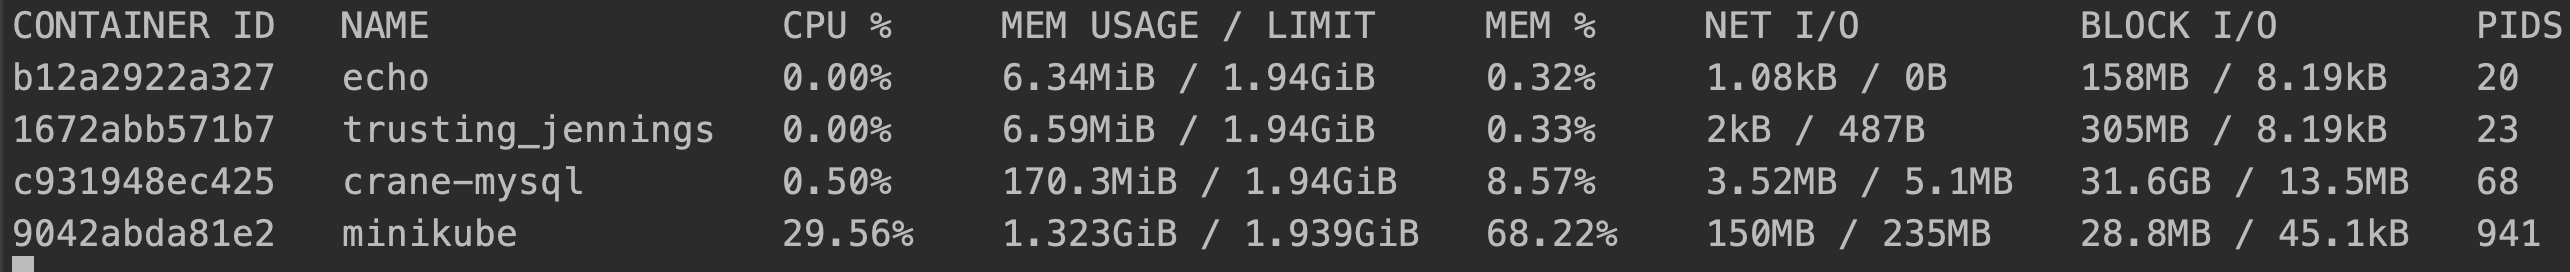 CONTAINER ID   NAME                CPU %     MEM USAGE / LIMIT     MEM %     NET I/O          BLOCK I/O         PIDS
b12a2922a327   echo                0.00%     6.34MiB / 1.94GiB     0.32%     1.08kB / 0B      158MB / 8.19kB    20
1672abb571b7   trusting_jennings   0.00%     6.59MiB / 1.94GiB     0.33%     2kB / 487B       305MB / 8.19kB    23
c931948ec425   crane-mysql         0.50%     170.3MiB / 1.94GiB    8.57%     3.52MB / 5.1MB   31.6GB / 13.5MB   68
9042abda81e2   minikube            29.56%    1.323GiB / 1.939GiB   68.22%    150MB / 235MB    28.8MB / 45.1kB   941